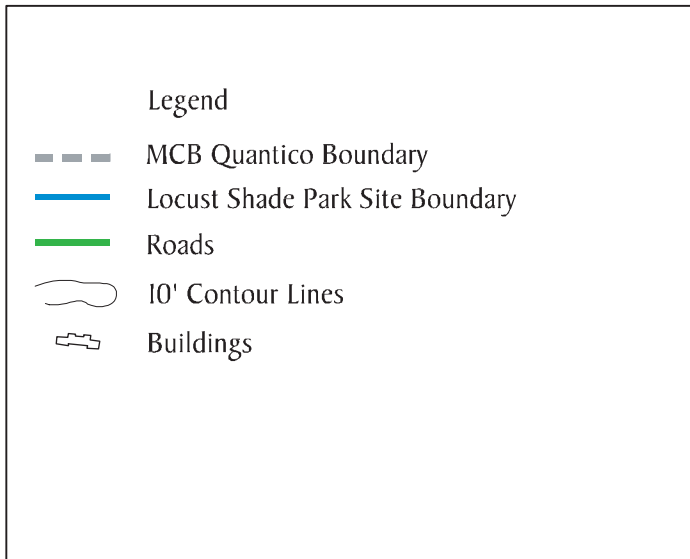 Legend
MCB Quantico Boundary
Locust Shade Park Site Boundary
Roads
10' Contour Lines
Buildings